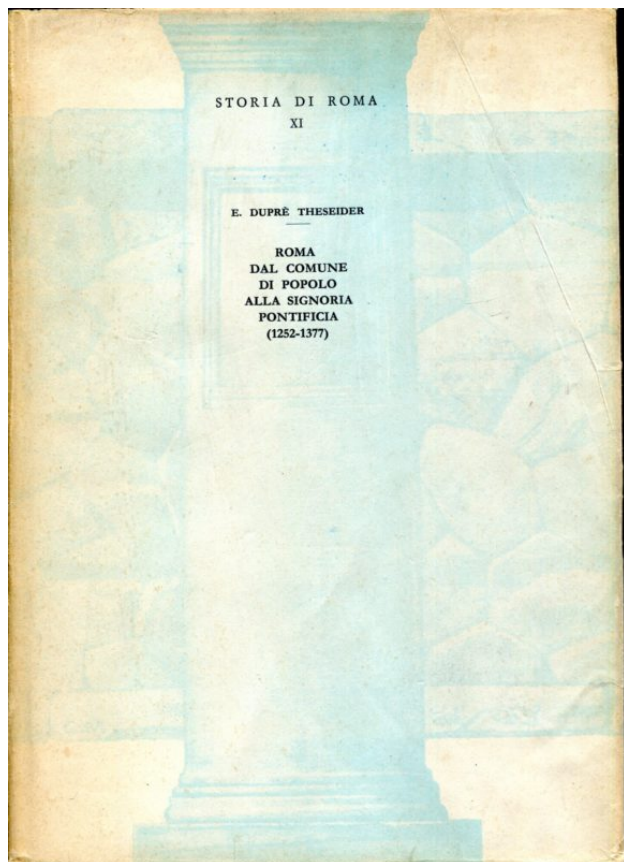 STORIA DI ROMA
XI
E. DUPRÈ THESEIDER
ROMA
DAL COMUNE
DI POPOLO
ALLA SIGNORIA
PONTIFICIA
(1252-1377)